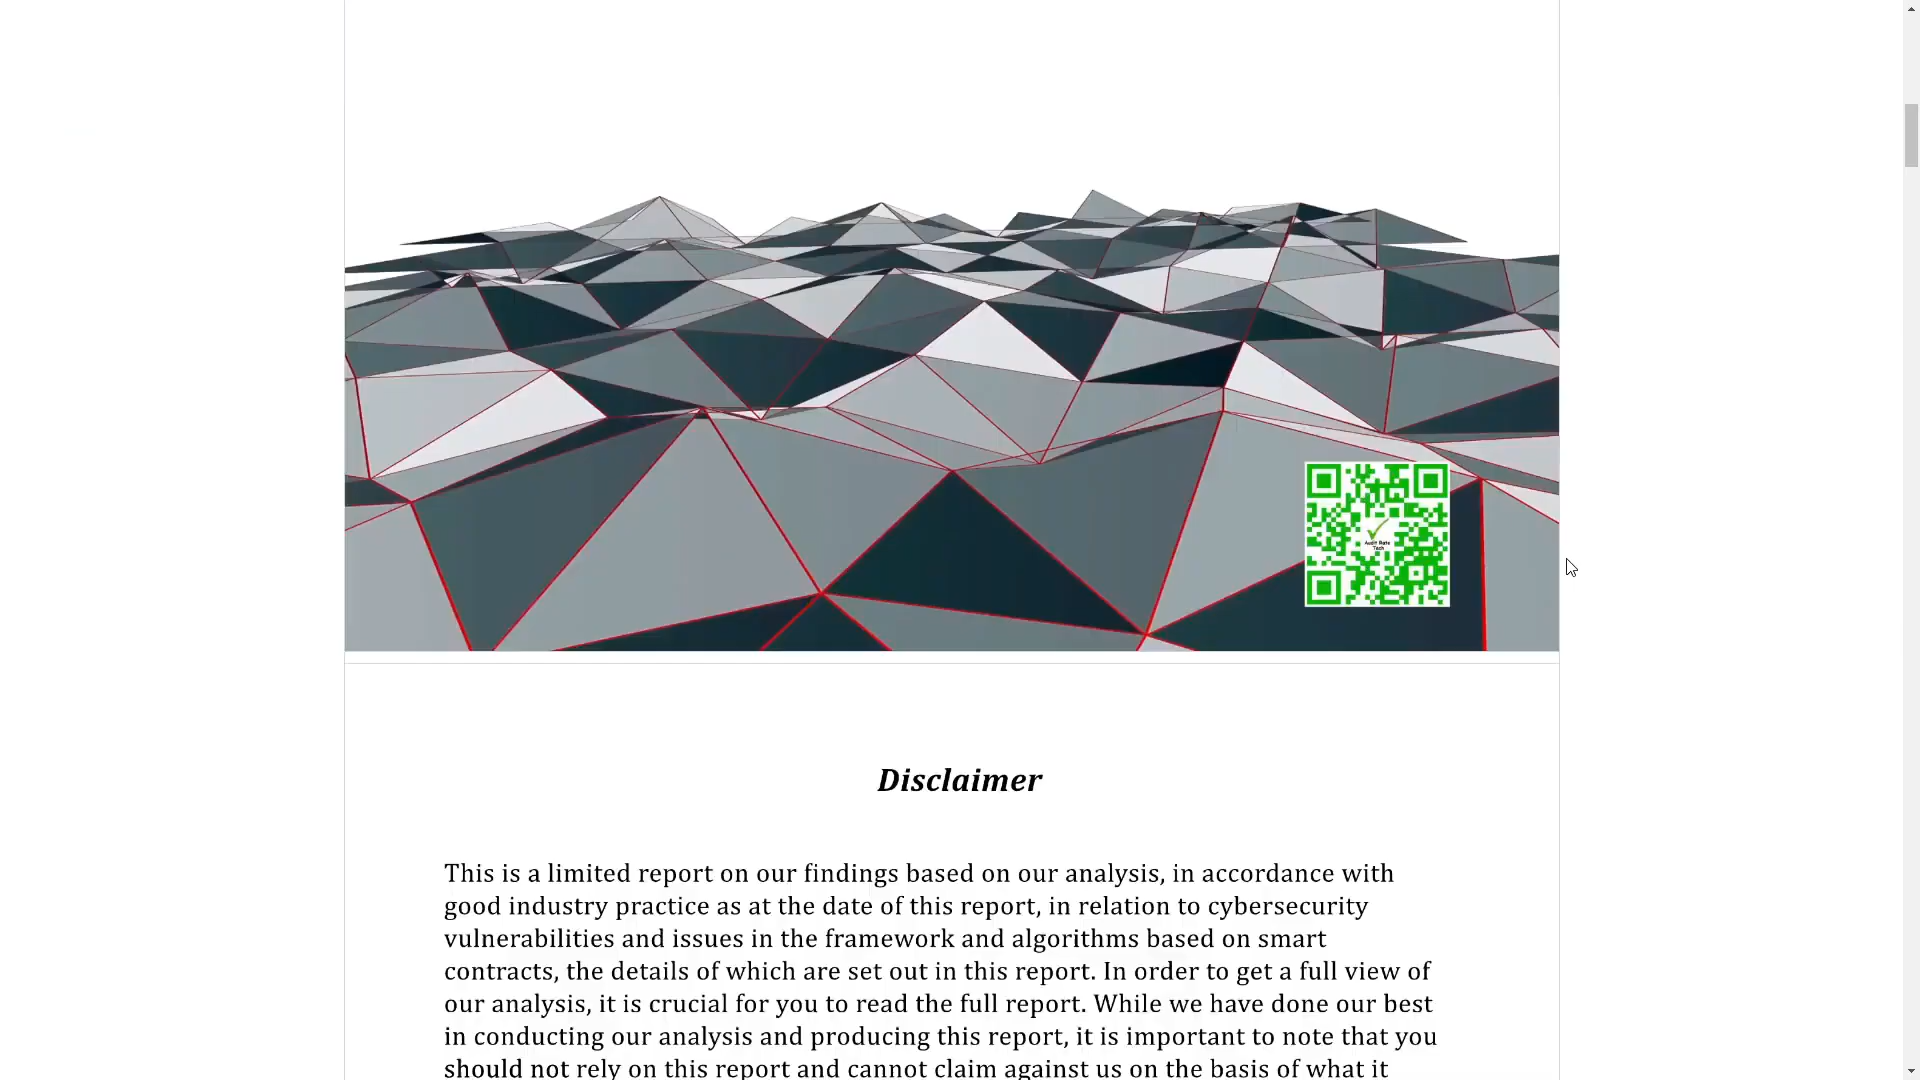 Audit Rate
Tech
Disclaimer
This is a limited report on our findings based on our analysis, in accordance with
good industry practice as at the date of this report, in relation to cybersecurity
vulnerabilities and issues in the framework and algorithms based on smart
contracts, the details of which are set out in this report. In order to get a full view of
our analysis, it is crucial for you to read the full report. While we have done our best
in conducting our analysis and producing this report, it is important to note that you
should not rely on this report and cannot claim against us on the basis of what it